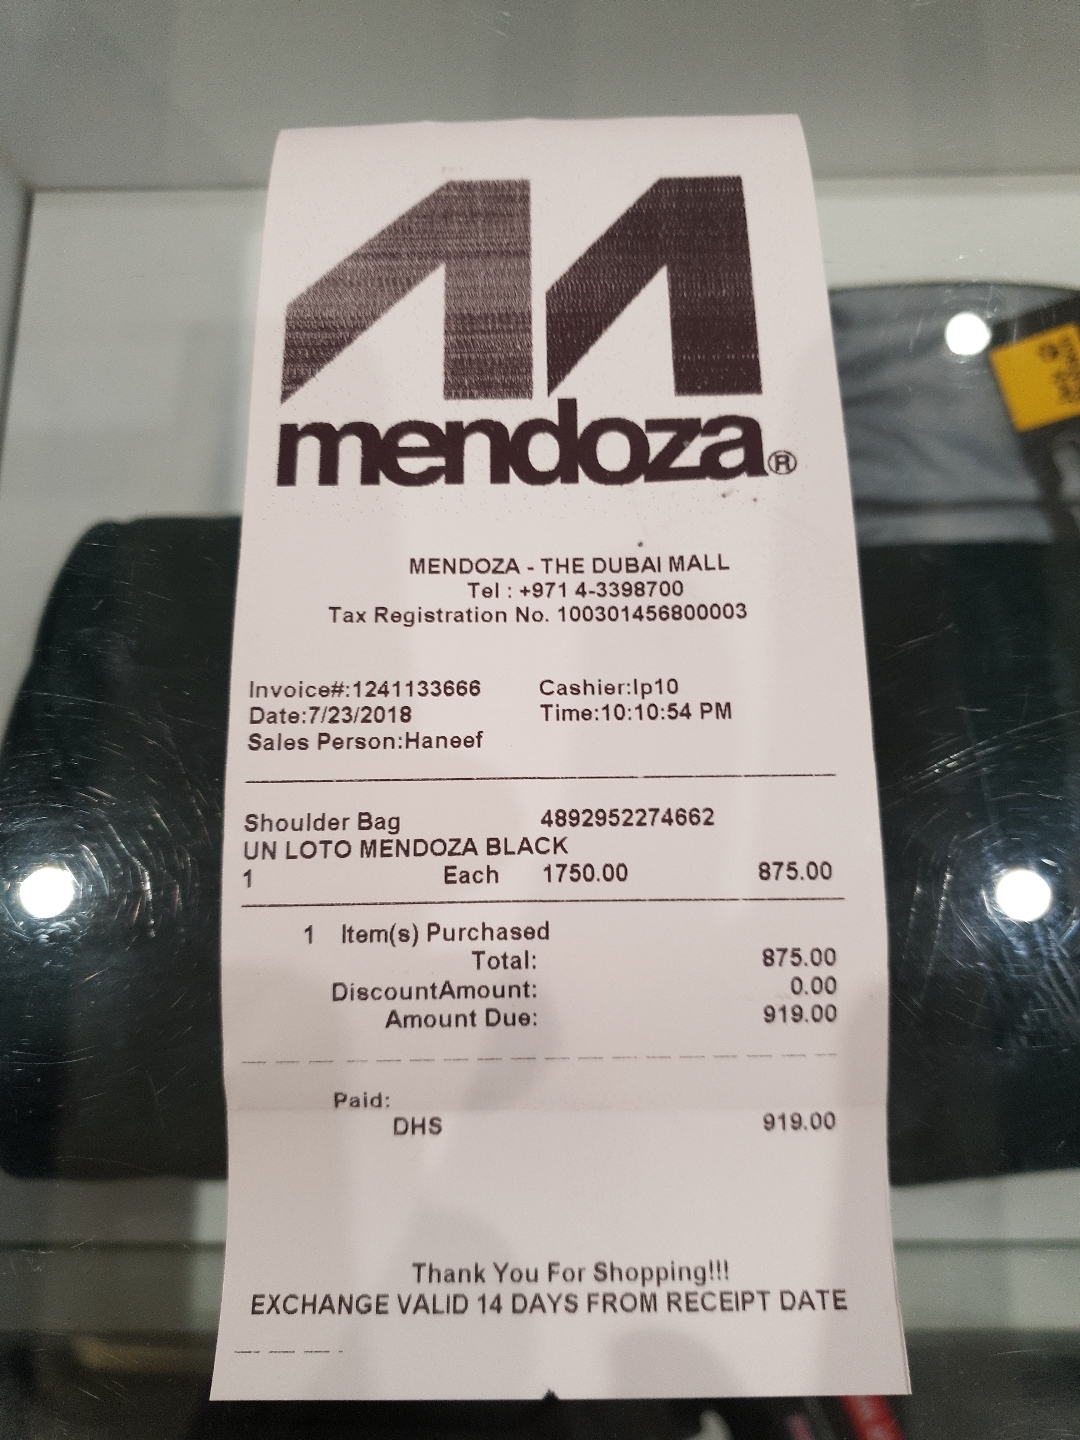 mendoza®
MENDOZA - THE DUBAI MALL
Tel : +971 4-3398700
Tax Registration No. 100301456800003
Invoice#:1241133666 Cashier:lp10
Date:7/23/2018 Time:10:10:54 PM
Sales Person:Haneef
Shoulder Bag 4892952274662
UN LOTO MENDOZA BLACK
1 Each 1750.00 875.00
1 Item(s) Purchased
Total: 875.00
DiscountAmount: 0.00
Amount Due: 919.00
Paid:
DHS 919.00
Thank You For Shopping!!!
EXCHANGE VALID 14 DAYS FROM RECEIPT DATE